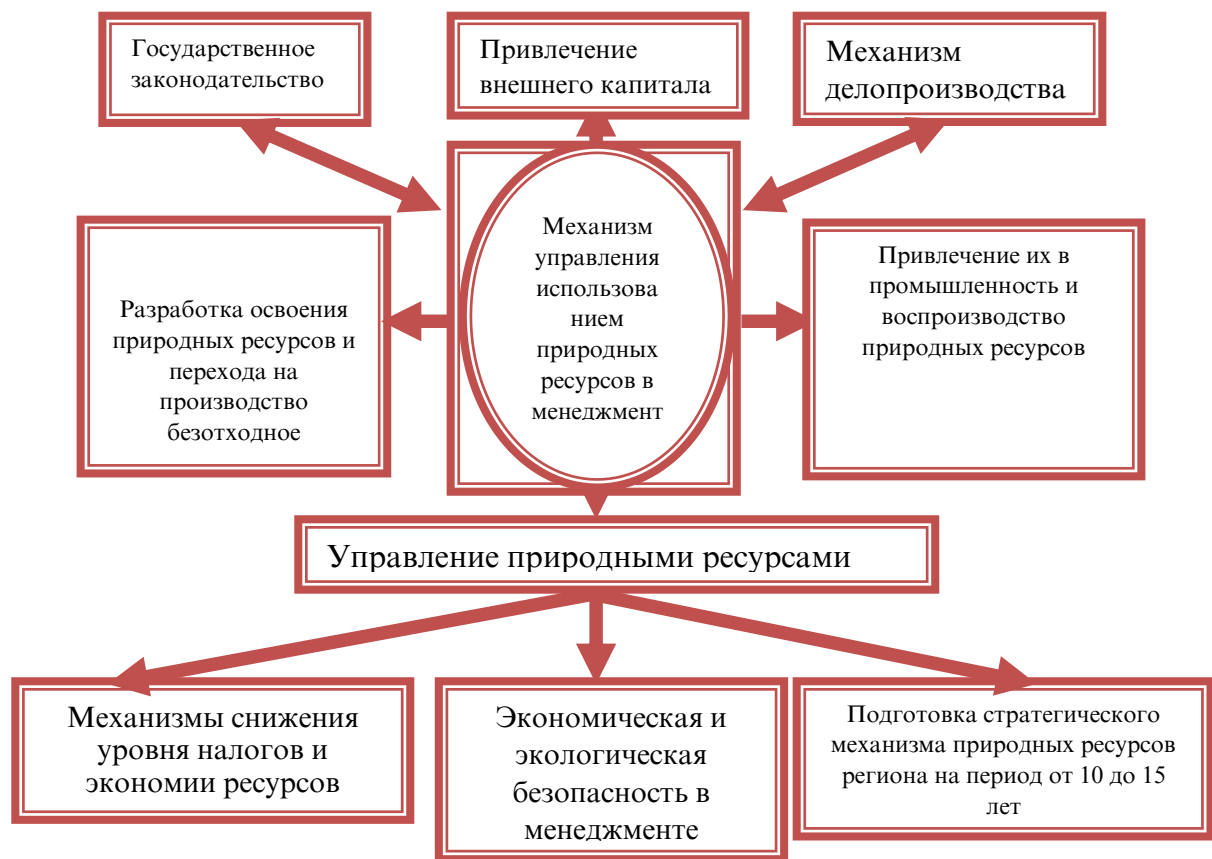 Государственное
законодательство
Привлечение
внешнего капитала
Механизм
делопроизводства
Разработка освоения
природных ресурсов и
перехода на
производство
безотходное
Механизм
управления
использова
нием
природных
ресурсов в
менеджмент
Привлечение их в
промышленность и
воспроизводство
природных ресурсов
Управление природными ресурсами
Механизмы снижения
уровня налогов и
экономии ресурсов
Экономическая и
экологическая
безопасность в
менеджменте
Подготовка стратегического
механизма природных ресурсов
региона на период от 10 до 15
лет